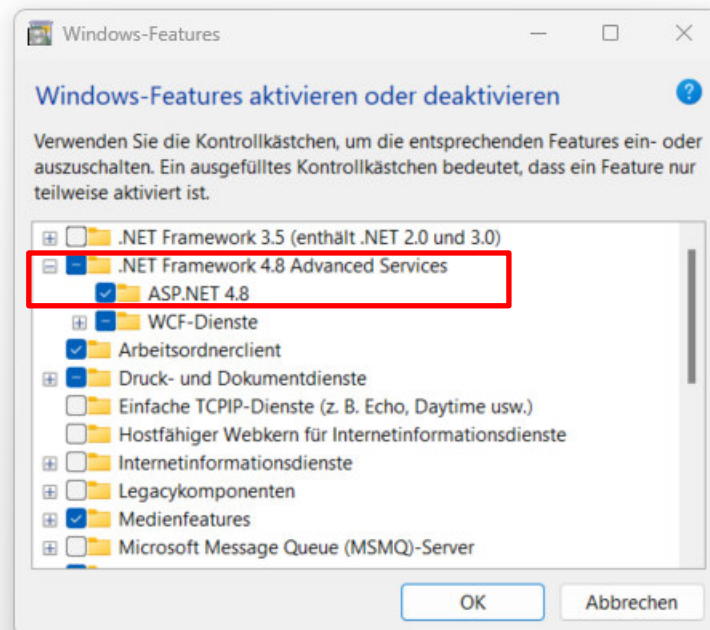 Windows-Features
Windows-Features aktivieren oder deaktivieren
Verwenden Sie die Kontrollkästchen, um die entsprechenden Features ein- oder
auszuschalten. Ein ausgefülltes Kontrollkästchen bedeutet, dass ein Feature nur
teilweise aktiviert ist.
.NET Framework 3.5 (enthält .NET 2.0 und 3.0)
.NET Framework 4.8 Advanced Services
ASP.NET 4.8
WCF-Dienste
Arbeitsordnerclient
Druck- und Dokumentdienste
Einfache TCPIP-Dienste (z. B. Echo, Daytime usw.)
Hostfähiger Webkern für Internetinformationsdienste
Internetinformationsdienste
Legacykomponenten
Medienfeatures
Microsoft Message Queue (MSMQ)-Server
OK Abbrechen